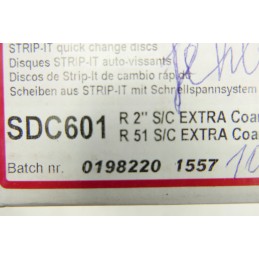 STRIP-IT quick change discs
Disques STRIP-IT auto-vissants
Discos de Strip-It de cambio rápido
Scheiben aus STRIP-IT mit Schnellspannsystem
SDC601 R 2" S/C EXTRA Coa
R 51 S/C EXTRA Coa
Batch nr. 0198220 1557